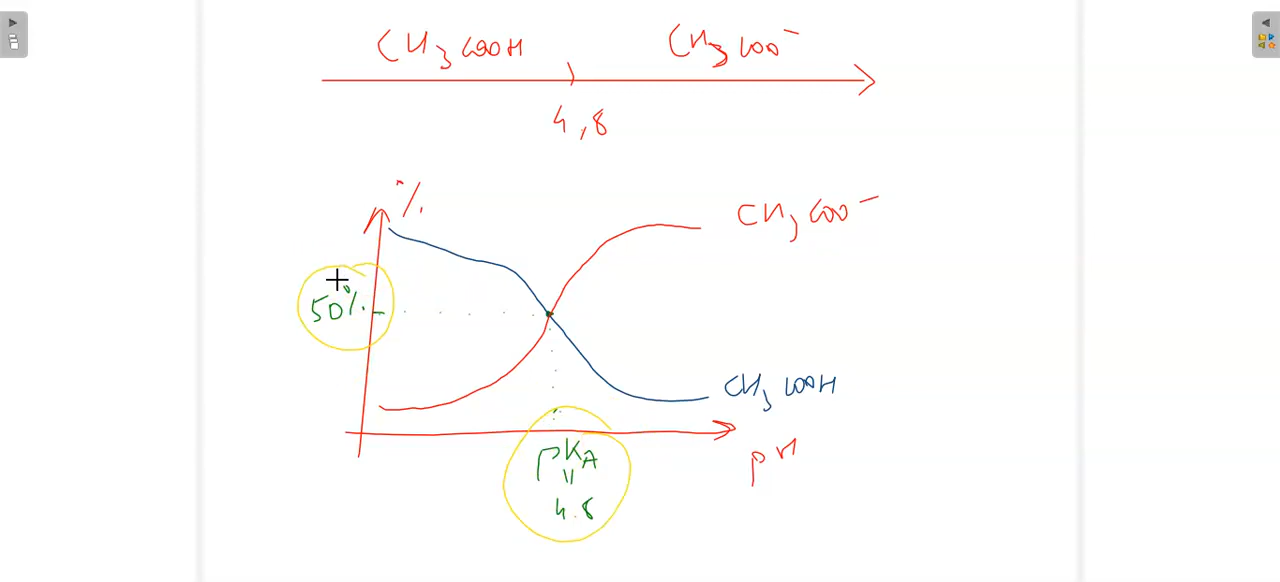 CH₃COOH CH₃COO⁻
4,8
%
CH₃COO⁻
50%
CH₃COOH
pKA
pH
=
4.8